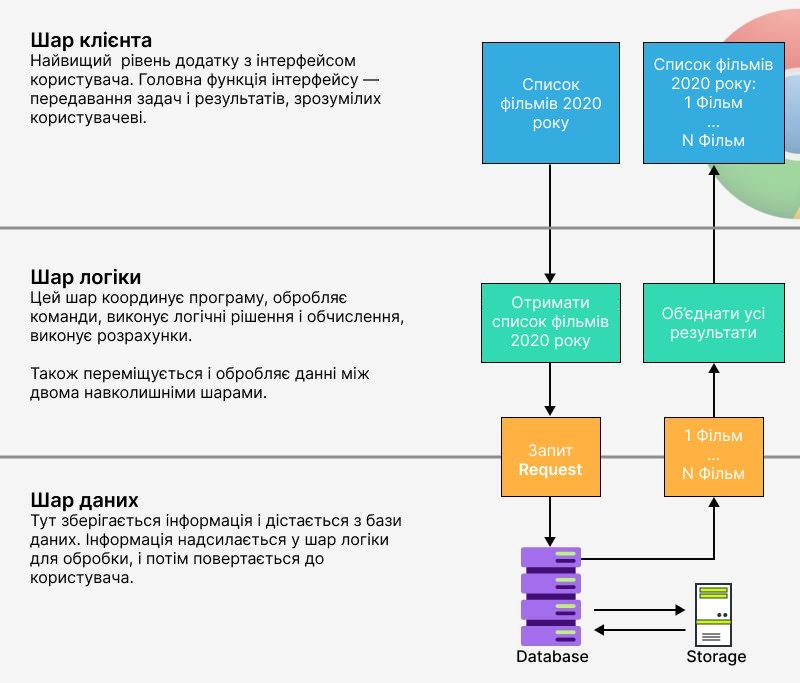 Шар клієнта
Найвищий  рівень додатку з інтерфейсом
користувача. Головна функція інтерфейсу —
передавання задач і результатів, зрозумілих
користувачеві.
Список
фільмів 2020
року
Список фільмів
2020 року:
1 Фільм
...
N Фільм
Шар логіки
Цей шар координує програму, обробляє
команди, виконує логічні рішення і обчислення,
виконує розрахунки.
Також переміщується і обробляє данні між
двома навколишніми шарами.
Отримати
список фільмів
2020 року
Об’єднати усі
результати
Запит
Request
1 Фільм
...
N Фільм
Шар даних
Тут зберігається інформація і дістається з бази
даних. Інформація надсилається у шар логіки
для обробки, і потім повертається до
користувача.
Database
Storage